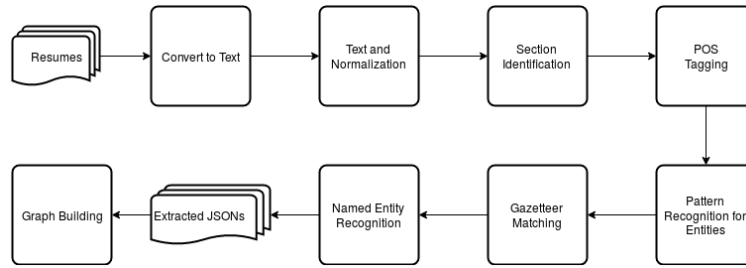 Resumes
Convert to Text
Text and
Normalization
Section
Identification
POS
Tagging
Graph Building
Extracted JSONs
Named Entity
Recognition
Gazetteer
Matching
Pattern
Recognition for
Entities